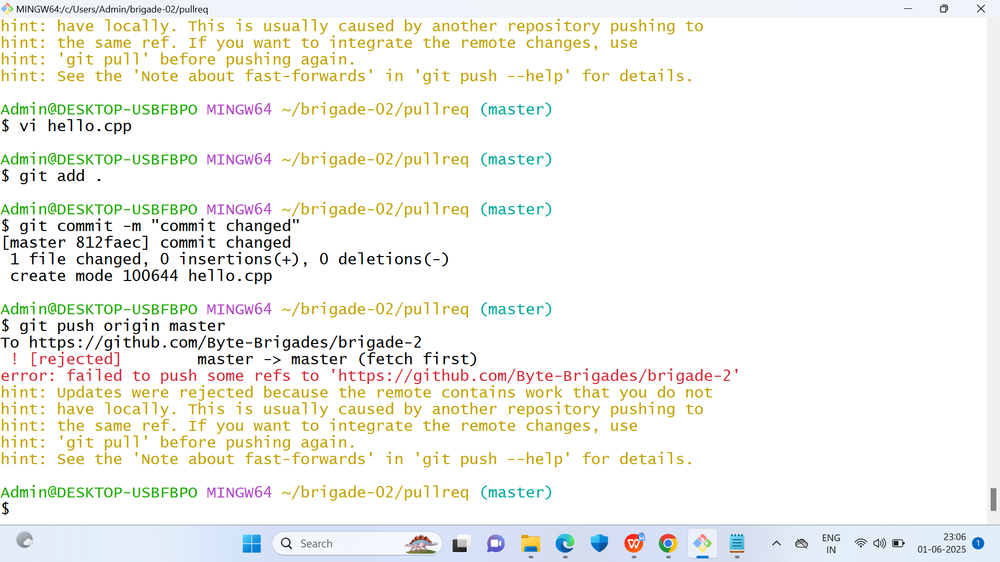 MINGW64:/c/Users/Admin/brigade-02/pullreq
hint: have locally. This is usually caused by another repository pushing to
hint: the same ref. If you want to integrate the remote changes, use
hint: 'git pull' before pushing again.
hint: See the 'Note about fast-forwards' in 'git push --help' for details.
Admin@DESKTOP-USBFBPO MINGW64 ~/brigade-02/pullreq (master)
$ vi hello.cpp
Admin@DESKTOP-USBFBPO MINGW64 ~/brigade-02/pullreq (master)
$ git add .
Admin@DESKTOP-USBFBPO MINGW64 ~/brigade-02/pullreq (master)
$ git commit -m "commit changed"
[master 812faec] commit changed
1 file changed, 0 insertions(+), 0 deletions(-)
create mode 100644 hello.cpp
Admin@DESKTOP-USBFBPO MINGW64 ~/brigade-02/pullreq (master)
$ git push origin master
To https://github.com/Byte-Brigades/brigade-2
! [rejected]        master -> master (fetch first)
error: failed to push some refs to 'https://github.com/Byte-Brigades/brigade-2'
hint: Updates were rejected because the remote contains work that you do not
hint: have locally. This is usually caused by another repository pushing to
hint: the same ref. If you want to integrate the remote changes, use
hint: 'git pull' before pushing again.
hint: See the 'Note about fast-forwards' in 'git push --help' for details.
Admin@DESKTOP-USBFBPO MINGW64 ~/brigade-02/pullreq (master)
$
Search
ENG
IN
23:06
01-06-2025
1